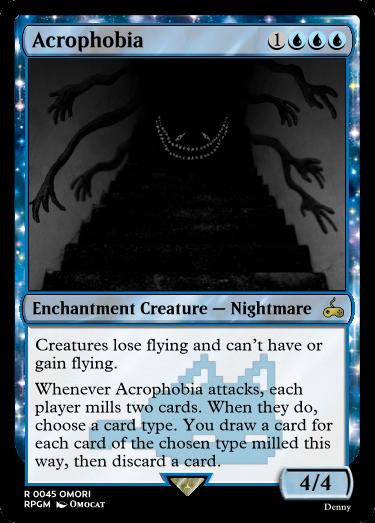 Acrophobia 1
Enchantment Creature — Nightmare
Creatures lose flying and can't have or
gain flying.
Whenever Acrophobia attacks, each
player mills two cards. When they do,
choose a card type. You draw a card for
each card of the chosen type milled this
way, then discard a card.
4/4
R 0045 OMORI
RPGM Omocat
Denny